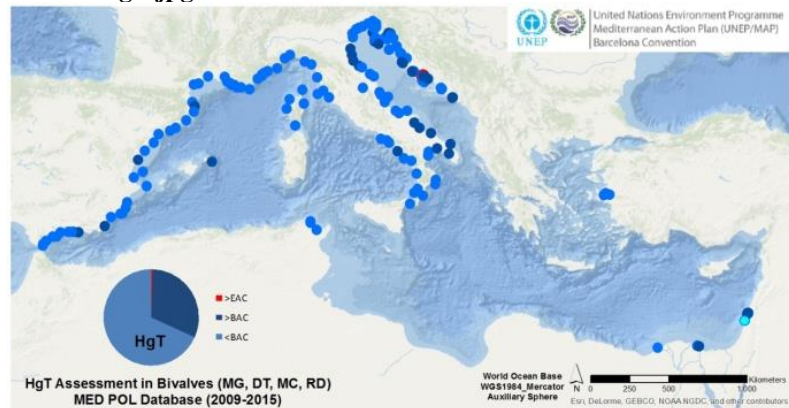 UNEP
United Nations Environment Programme
Mediterranean Action Plan (UNEP/MAP)
Barcelona Convention
HgT
>EAC
>BAC
<BAC
HgT Assessment in Bivalves (MG, DT, MC, RD)
MED POL Database (2009-2015)
World Ocean Base
WGS1984_Mercator
Auxiliary Sphere
N
Kilometers
0 250 500 1,000
Esri, DeLorme, GEBCO, NOAA NGDC, and other contributors